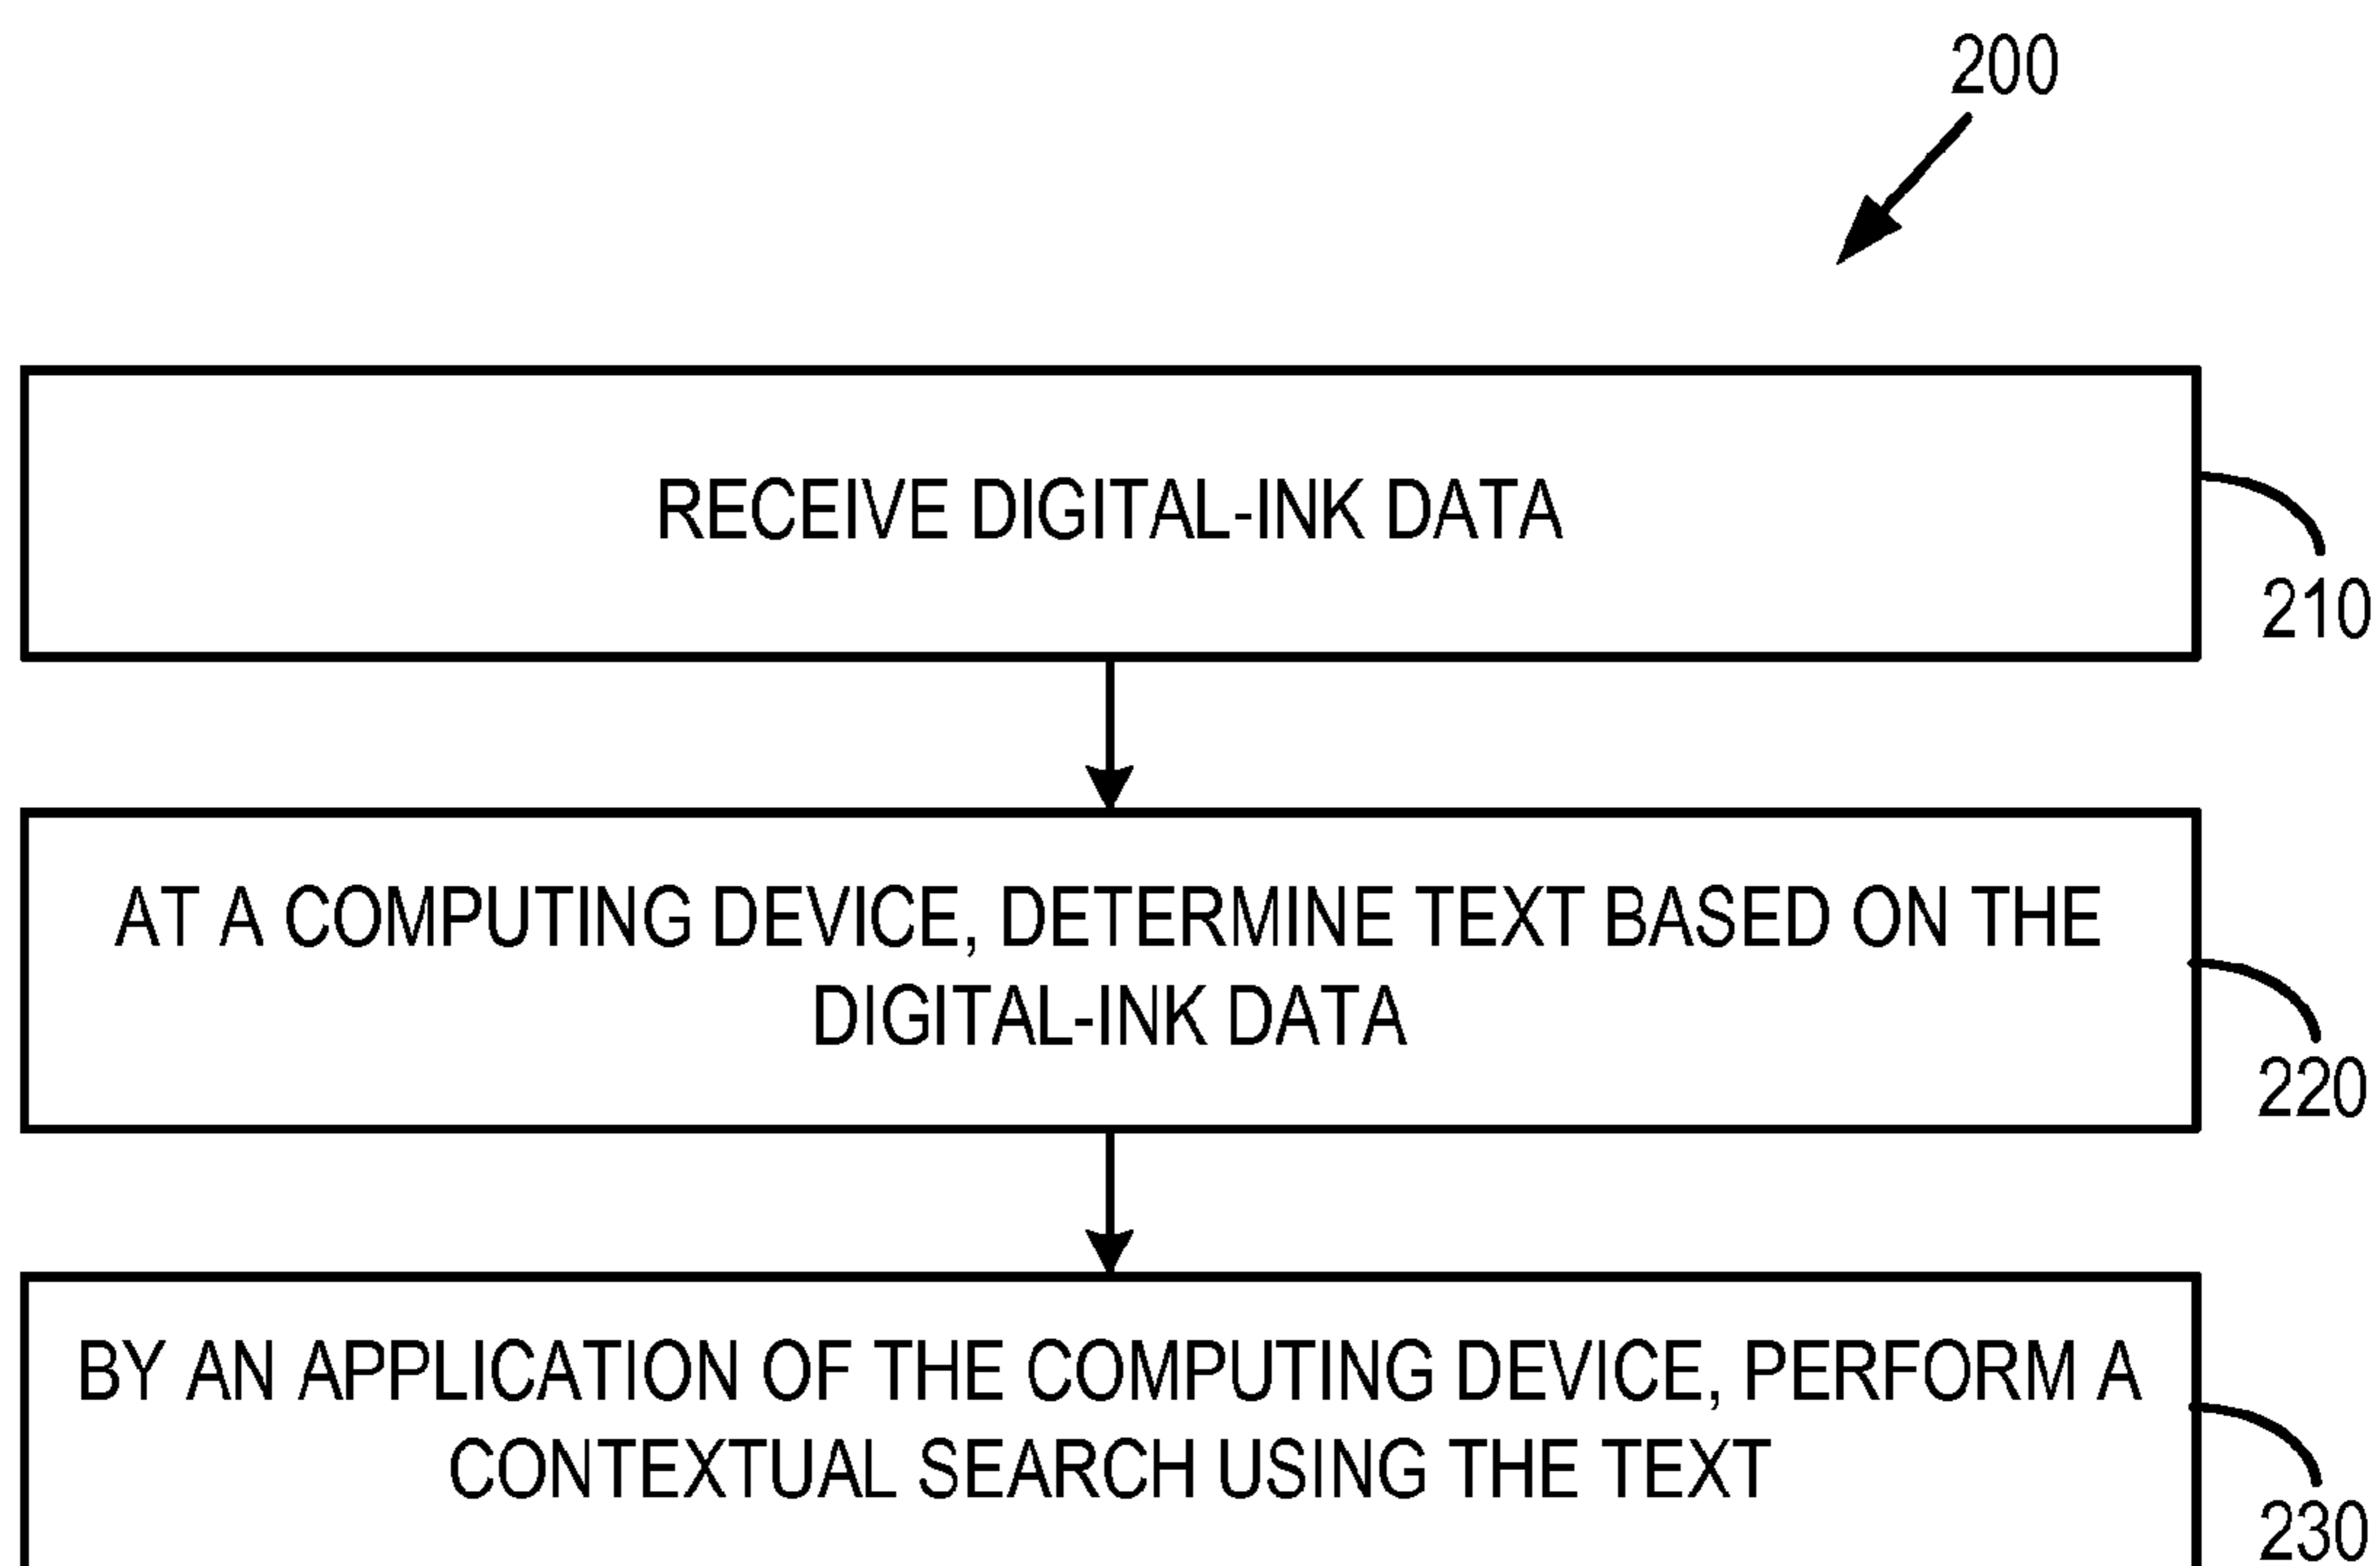 200
RECEIVE DIGITAL-INK DATA
210
AT A COMPUTING DEVICE, DETERMINE TEXT BASED ON THE
DIGITAL-INK DATA
220
BY AN APPLICATION OF THE COMPUTING DEVICE, PERFORM A
CONTEXTUAL SEARCH USING THE TEXT
230